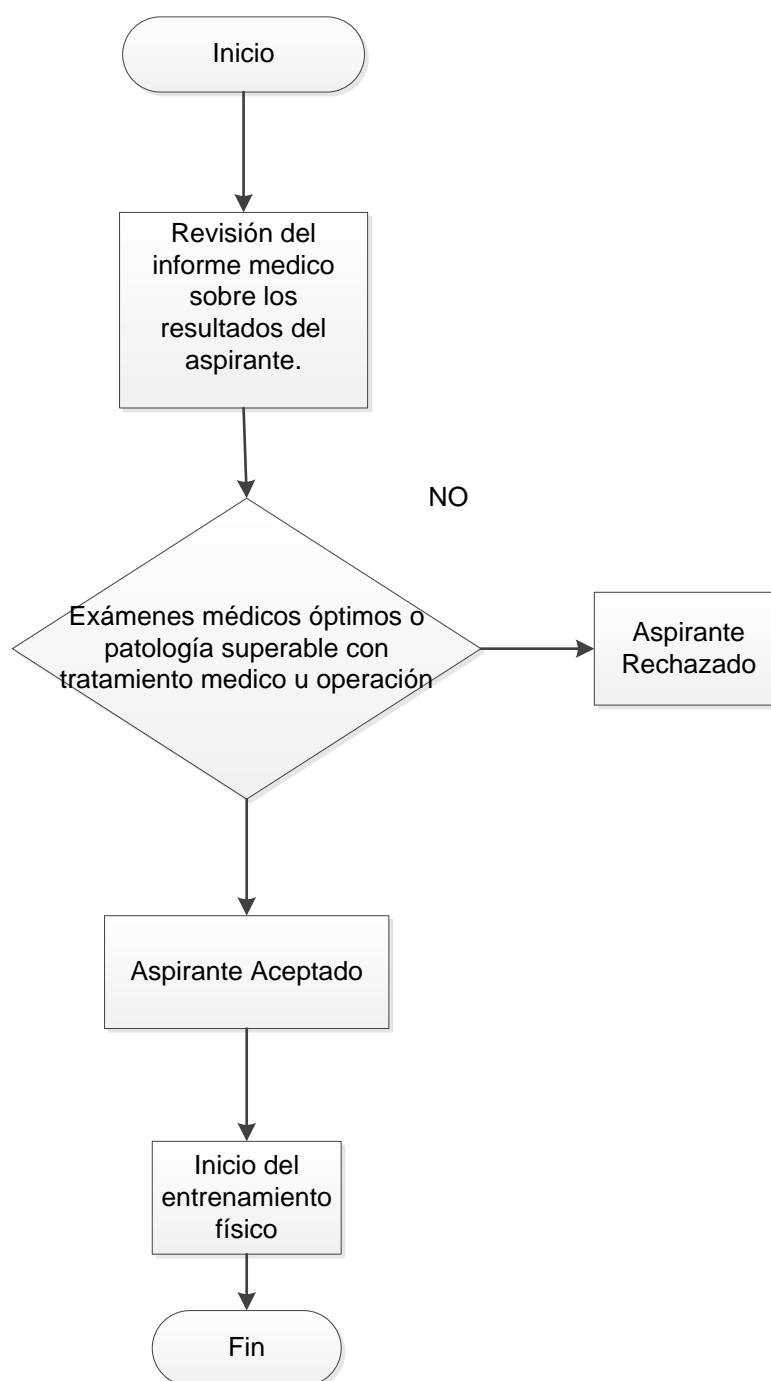 Inicio
Revisión del
informe medico
sobre los
resultados del
aspirante.
NO
Exámenes médicos óptimos o
patología superable con
tratamiento medico u operación
Aspirante
Rechazado
Aspirante Aceptado
Inicio del
entrenamiento
físico
Fin